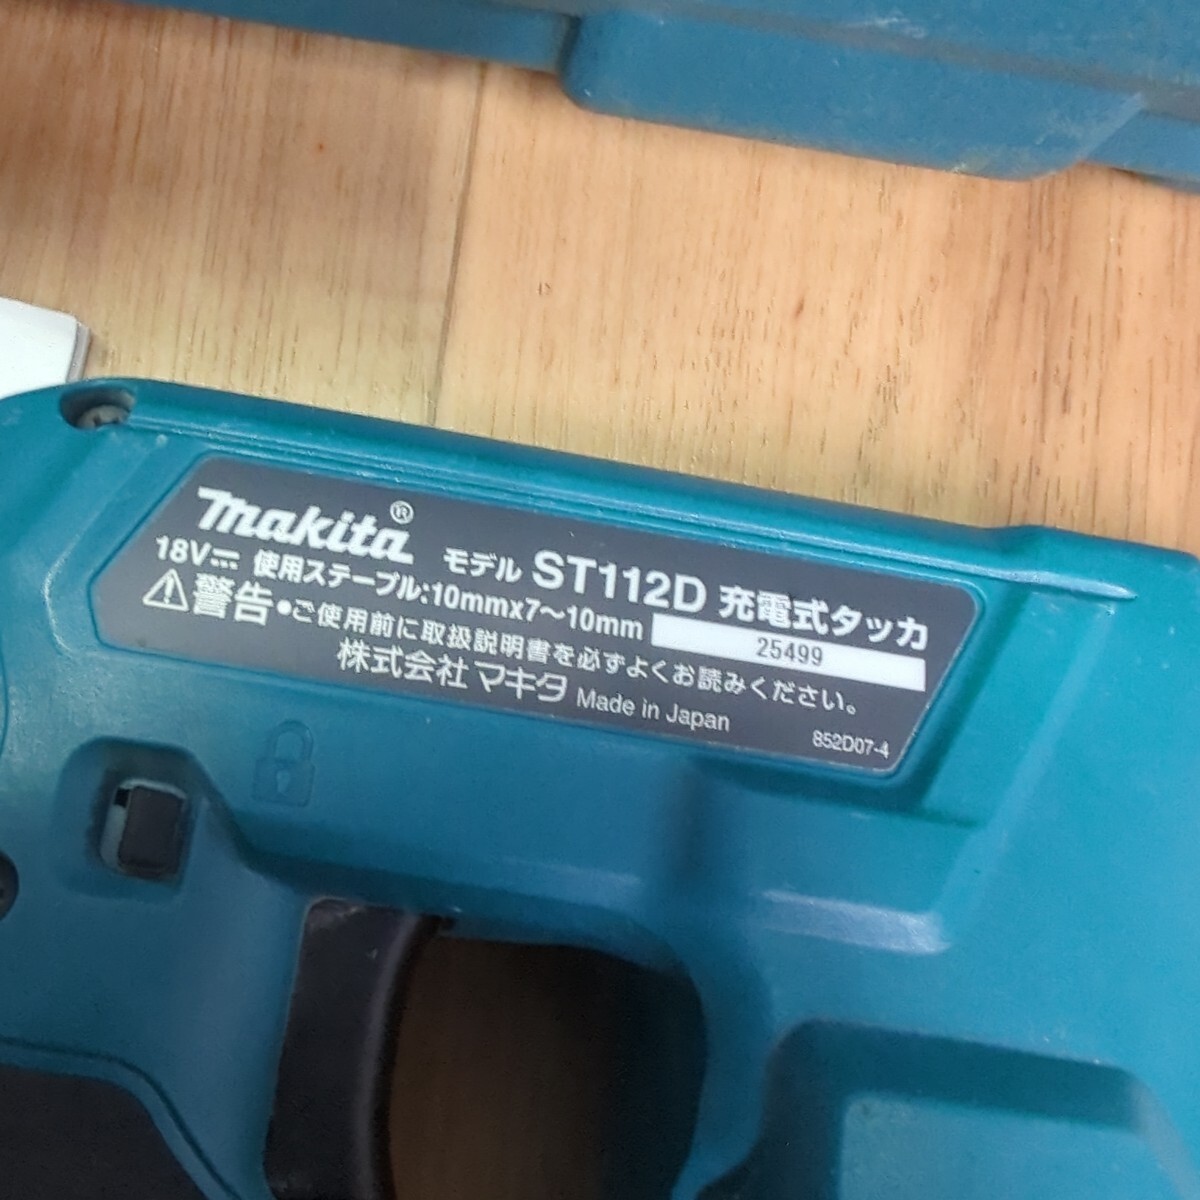 makita®
モデル ST112D 充電式タッカ
18V⎓ 使用ステープル:10mmx7〜10mm
25499
⚠警告 ●ご使用前に取扱説明書を必ずよくお読みください。
株式会社 マキタ Made in Japan
852D07-4